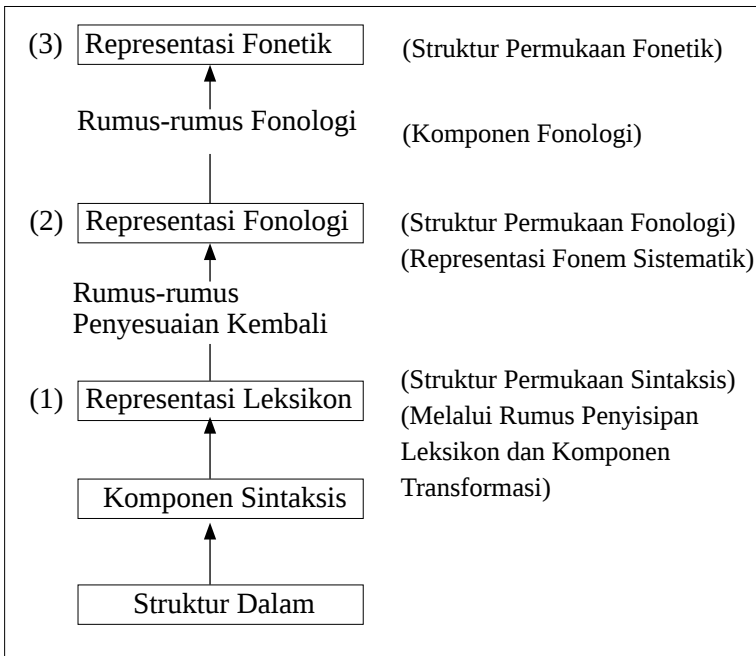 (3) Representasi Fonetik (Struktur Permukaan Fonetik)
Rumus-rumus Fonologi (Komponen Fonologi)
(2) Representasi Fonologi (Struktur Permukaan Fonologi)
(Representasi Fonem Sistematik)
Rumus-rumus
Penyesuaian Kembali
(1) Representasi Leksikon (Struktur Permukaan Sintaksis)
(Melalui Rumus Penyisipan
Leksikon dan Komponen
Transformasi)
Komponen Sintaksis
Struktur Dalam